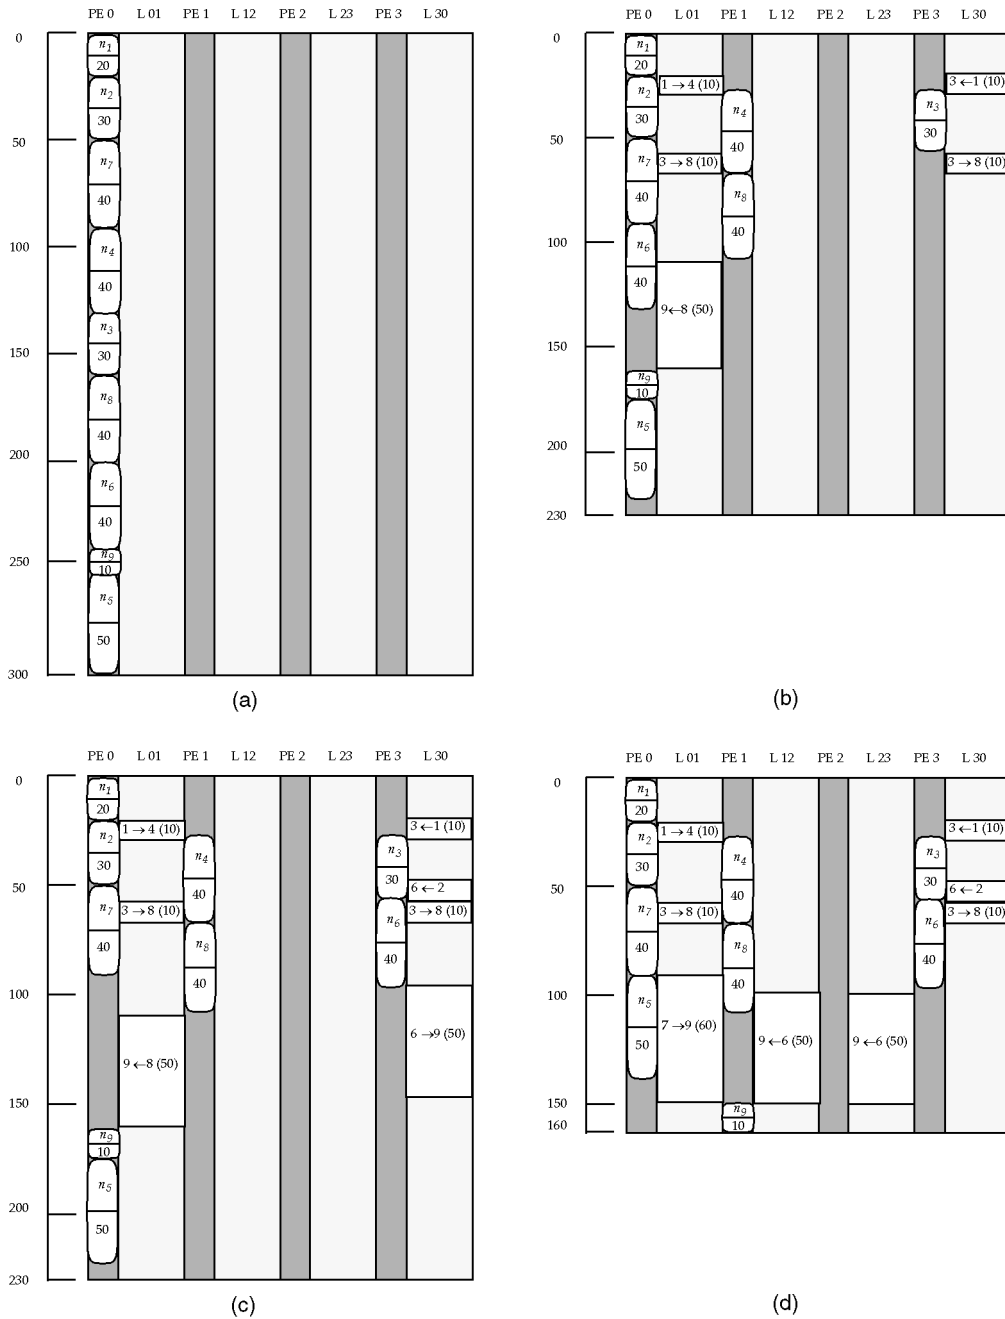 PE 0 L 01 PE 1 L 12 PE 2 L 23 PE 3 L 30
0
n1
20
n2
30
50
n7
40
100
n4
40
n3
150
30
n8
40
200
n6
40
n9
250
10
n5
50
300
(a)
PE 0 L 01 PE 1 L 12 PE 2 L 23 PE 3 L 30
0
n1
20
n2
1 → 4 (10)
3 ← 1 (10)
n4
n3
30
40
30
50
n7
3 → 8 (10)
3 → 8 (10)
40
n8
40
100
n6
40
9 ← 8 (50)
150
n9
10
n5
200
50
230
(b)
PE 0 L 01 PE 1 L 12 PE 2 L 23 PE 3 L 30
0
n1
20
n2
1 → 4 (10)
3 ← 1 (10)
n4
n3
30
40
30
6 ← 2
50
n7
3 → 8 (10)
n6
3 → 8 (10)
40
n8
40
40
100
9 ← 8 (50)
6 → 9 (50)
150
n9
10
n5
200
50
230
(c)
PE 0 L 01 PE 1 L 12 PE 2 L 23 PE 3 L 30
0
n1
20
n2
1 → 4 (10)
3 ← 1 (10)
n4
n3
30
40
30
6 ← 2
50
n7
3 → 8 (10)
n6
3 → 8 (10)
40
n8
40
40
100
n5
50
7 → 9 (60)
9 ← 6 (50)
9 ← 6 (50)
150
n9
160
10
(d)